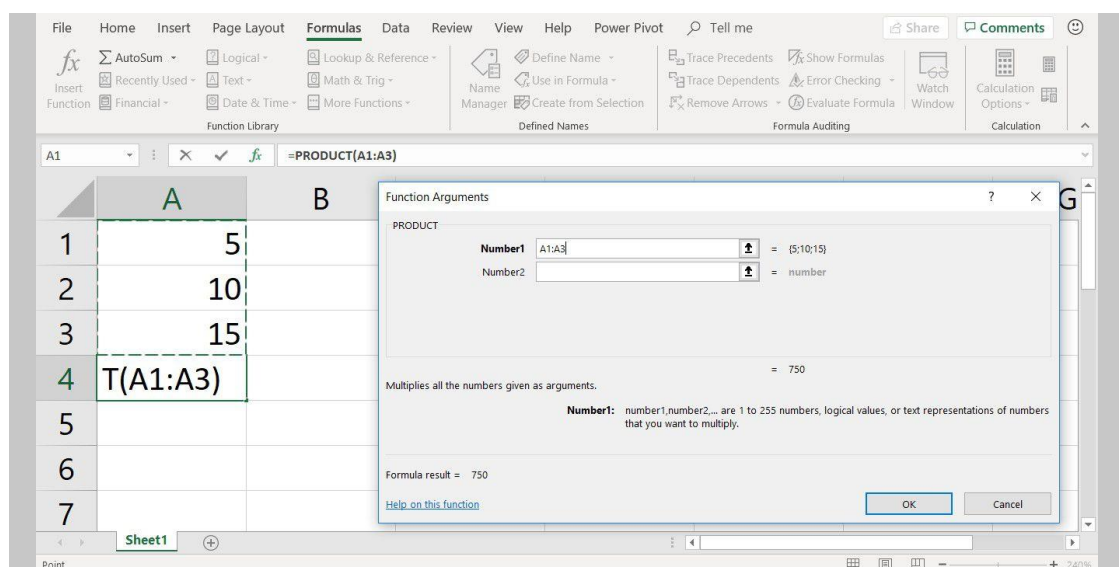 File Home Insert Page Layout Formulas Data Review View Help Power Pivot Tell me Share Comments
fx Insert Function
∑ AutoSum
Recently Used
Financial
Logical
Text
Date & Time
Lookup & Reference
Math & Trig
More Functions
Name Manager
Define Name
Use in Formula
Create from Selection
Trace Precedents
Trace Dependents
Remove Arrows
Show Formulas
Error Checking
Evaluate Formula
Watch Window
Calculation Options
Function Library Defined Names Formula Auditing Calculation
A1 fx =PRODUCT(A1:A3)
A B G
Function Arguments ? ×
PRODUCT
Number1 A1:A3 = {5;10;15}
Number2 = number
= 750
Multiplies all the numbers given as arguments.
Number1: number1,number2,... are 1 to 255 numbers, logical values, or text representations of numbers
that you want to multiply.
Formula result = 750
Help on this function OK Cancel
1 5
2 10
3 15
4 T(A1:A3)
5
6
7
Sheet1
Point 240%